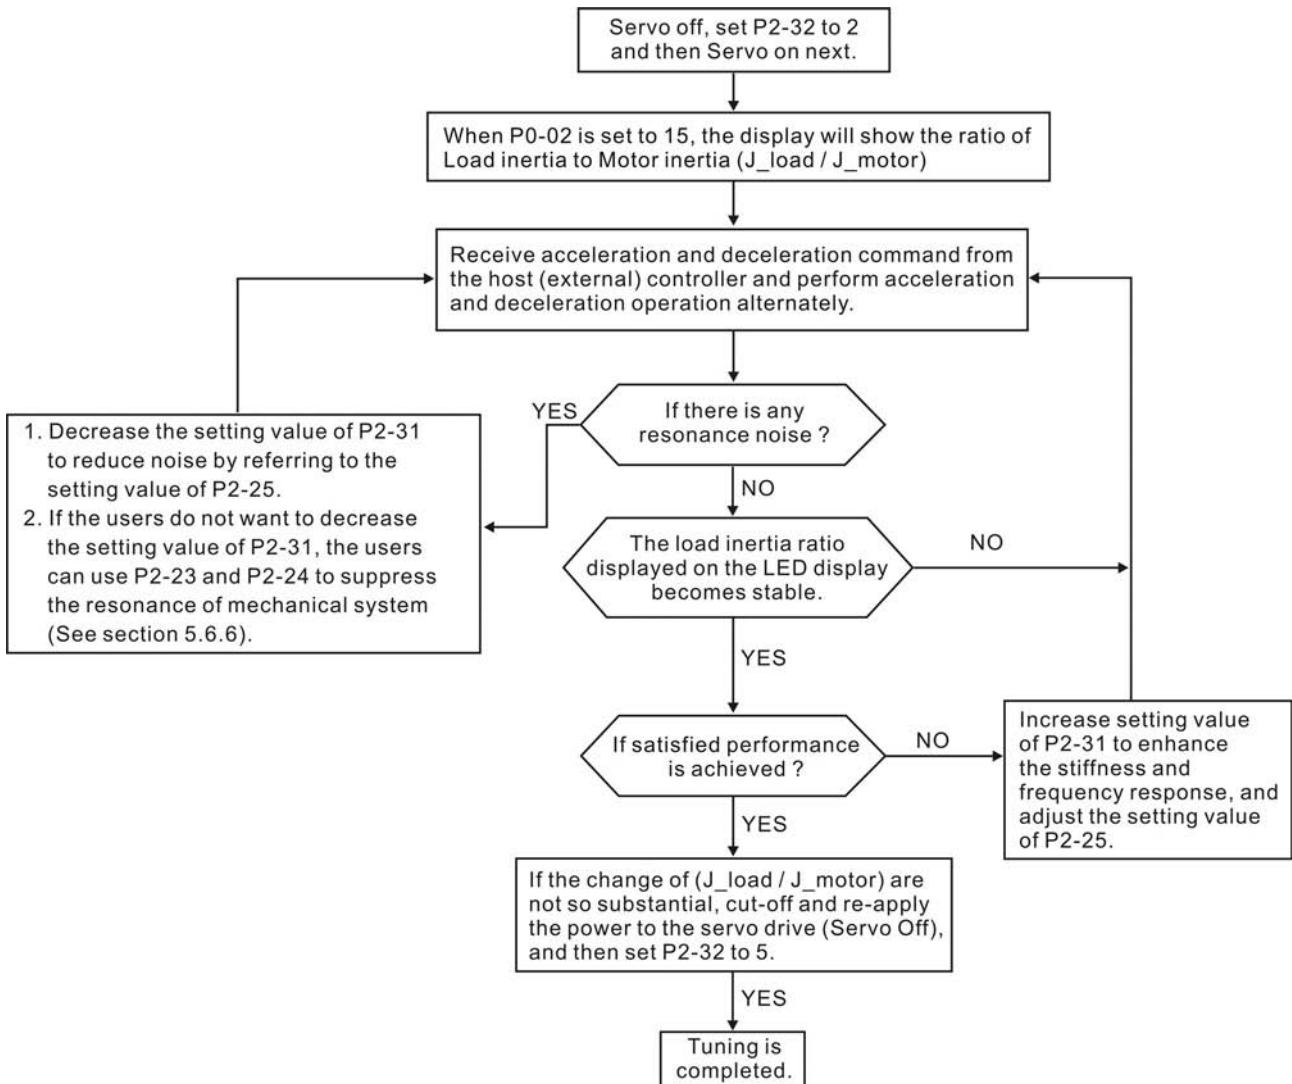 Servo off, set P2-32 to 2
and then Servo on next.
When P0-02 is set to 15, the display will show the ratio of
Load inertia to Motor inertia (J_load / J_motor)
Receive acceleration and deceleration command from
the host (external) controller and perform acceleration
and deceleration operation alternately.
If there is any
resonance noise ?
YES
1. Decrease the setting value of P2-31
to reduce noise by referring to the
setting value of P2-25.
2. If the users do not want to decrease
the setting value of P2-31, the users
can use P2-23 and P2-24 to suppress
the resonance of mechanical system
(See section 5.6.6).
NO
The load inertia ratio
displayed on the LED display
becomes stable.
NO
YES
If satisfied performance
is achieved ?
NO
Increase setting value
of P2-31 to enhance
the stiffness and
frequency response, and
adjust the setting value
of P2-25.
YES
If the change of (J_load / J_motor) are
not so substantial, cut-off and re-apply
the power to the servo drive (Servo Off),
and then set P2-32 to 5.
YES
Tuning is
completed.